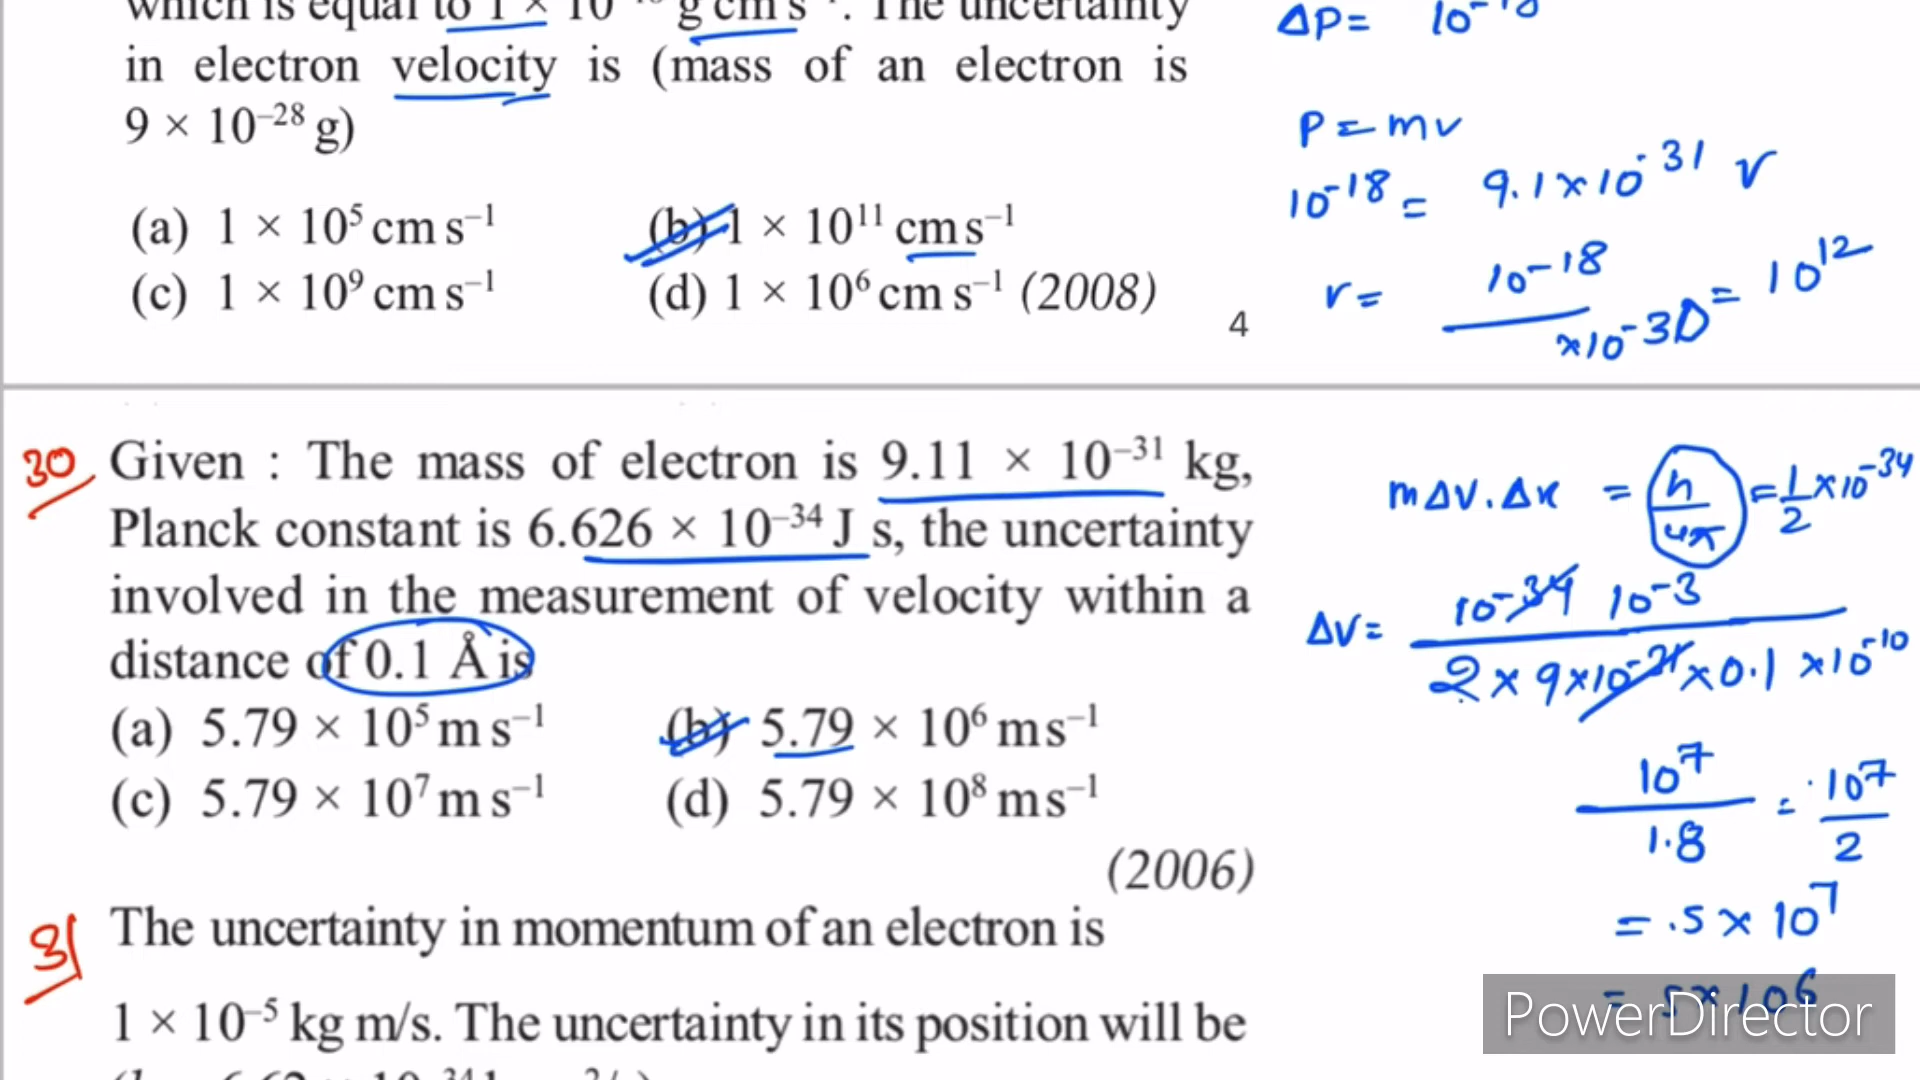 which is equal to 1 × 10 g cm s. The uncertainty
in electron velocity is (mass of an electron is
9 × 10⁻²⁸ g)
(a) 1 × 10⁵ cm s⁻¹ (b) 1 × 10¹¹ cm s⁻¹
(c) 1 × 10⁹ cm s⁻¹ (d) 1 × 10⁶ cm s⁻¹ (2008)
4
ΔP = 10⁻¹⁸
P = mv
10⁻¹⁸ = 9.1×10⁻³¹ v
v = 10⁻¹⁸ / ×10⁻³⁰ = 10¹²
30 Given : The mass of electron is 9.11 × 10⁻³¹ kg,
Planck constant is 6.626 × 10⁻³⁴ J s, the uncertainty
involved in the measurement of velocity within a
distance of 0.1 Å is
(a) 5.79 × 10⁵ m s⁻¹ (b) 5.79 × 10⁶ m s⁻¹
(c) 5.79 × 10⁷ m s⁻¹ (d) 5.79 × 10⁸ m s⁻¹
(2006)
mΔv.Δx = h/4π = 1/2 × 10⁻³⁴
Δv = 10⁻³⁴ 10⁻³ / 2 × 9×10⁻³¹ × 0.1 × 10⁻¹⁰
10⁷ / 1.8 = 10⁷ / 2
= .5 × 10⁷
= 5×10⁶
31 The uncertainty in momentum of an electron is
1 × 10⁻⁵ kg m/s. The uncertainty in its position will be
PowerDirector